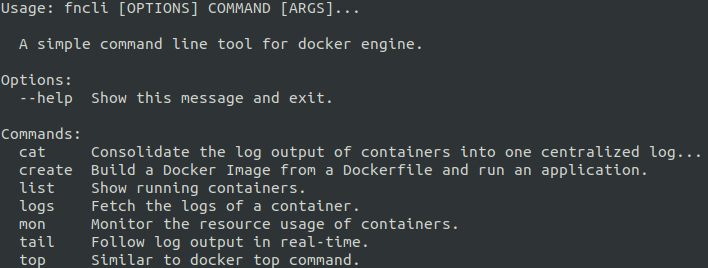 Usage: fncli [OPTIONS] COMMAND [ARGS]...
A simple command line tool for docker engine.
Options:
--help  Show this message and exit.
Commands:
cat     Consolidate the log output of containers into one centralized log...
create  Build a Docker Image from a Dockerfile and run an application.
list    Show running containers.
logs    Fetch the logs of a container.
mon     Monitor the resource usage of containers.
tail    Follow log output in real-time.
top     Similar to docker top command.